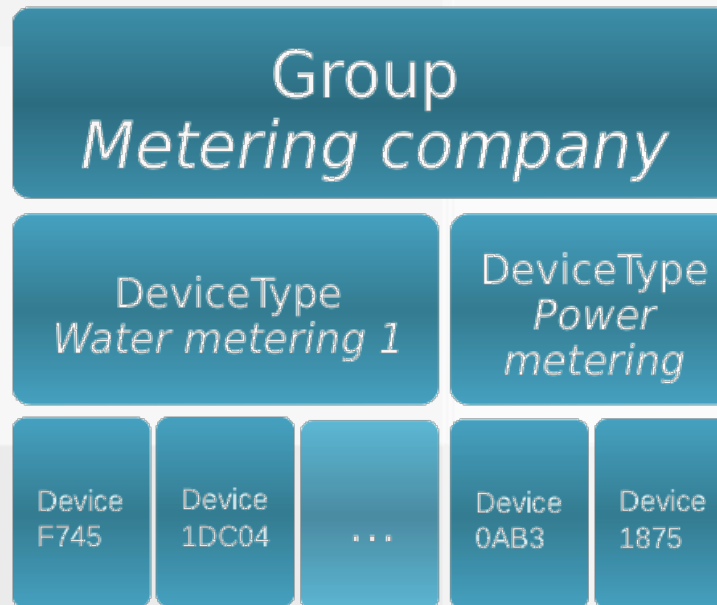 Group
Metering company
DeviceType
Water metering 1
DeviceType
Power
metering
Device
F745
Device
1DC04
...
Device
0AB3
Device
1875